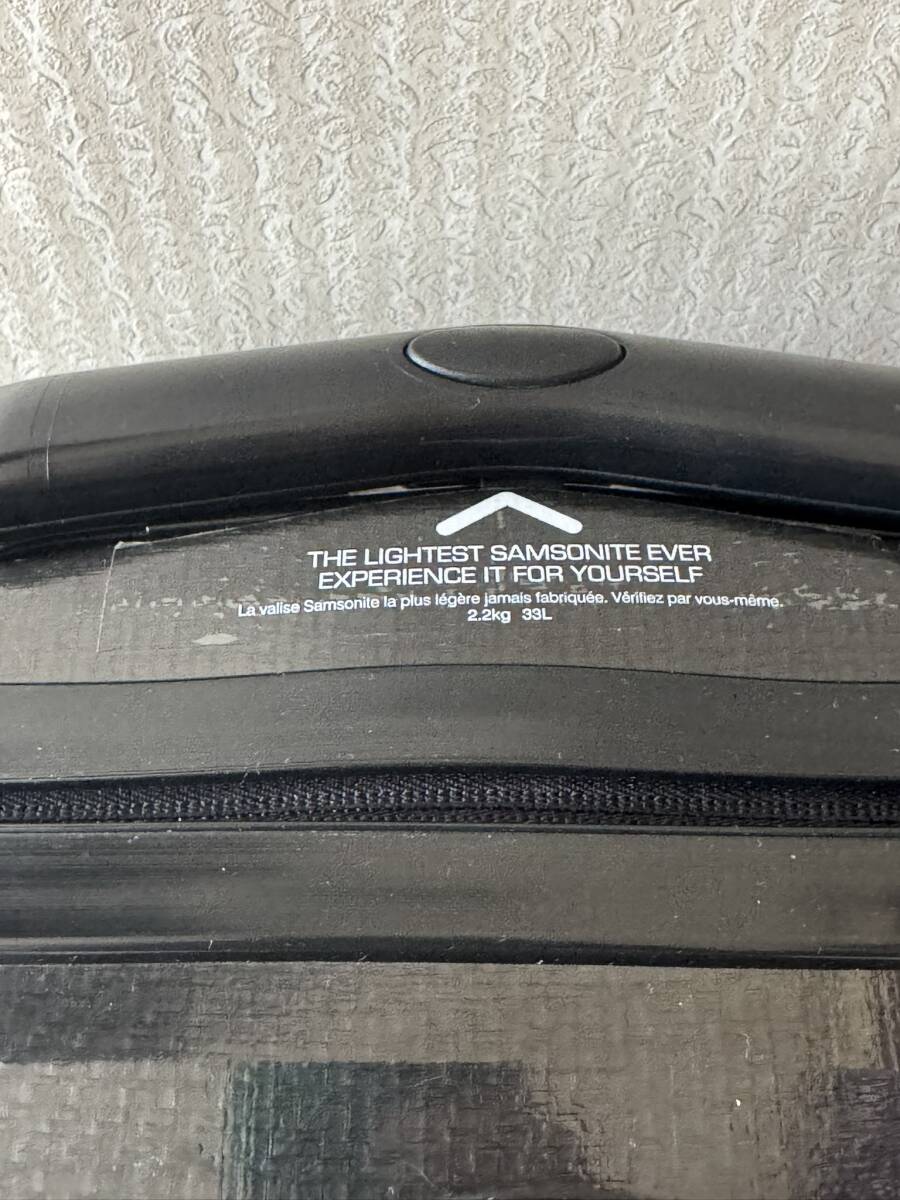 THE LIGHTEST SAMSONITE EVER
EXPERIENCE IT FOR YOURSELF
La valise Samsonite la plus légère jamais fabriquée. Vérifiez par vous-même.
2.2kg 33L